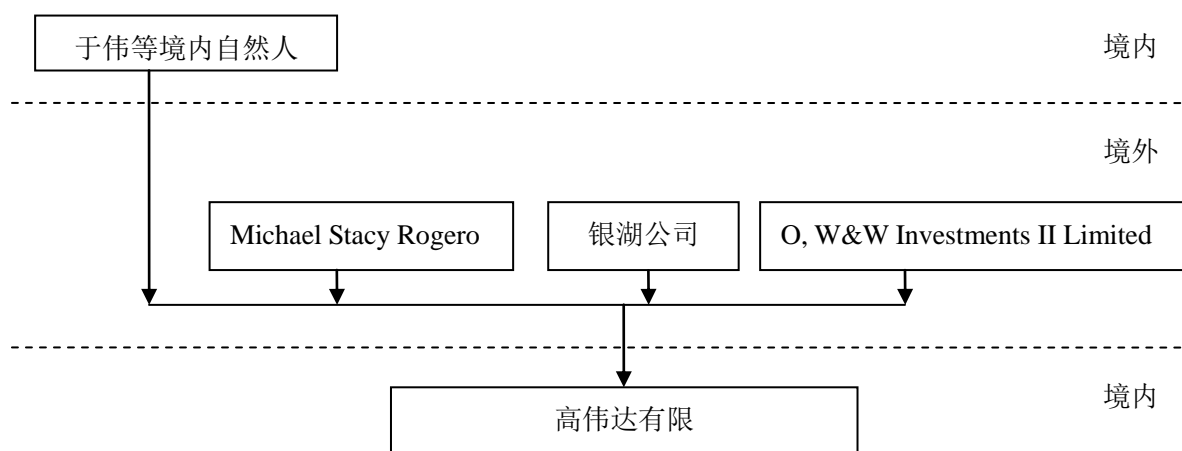 于伟等境内自然人
境内
境外
Michael Stacy Rogero
银湖公司
O, W&W Investments II Limited
境内
高伟达有限